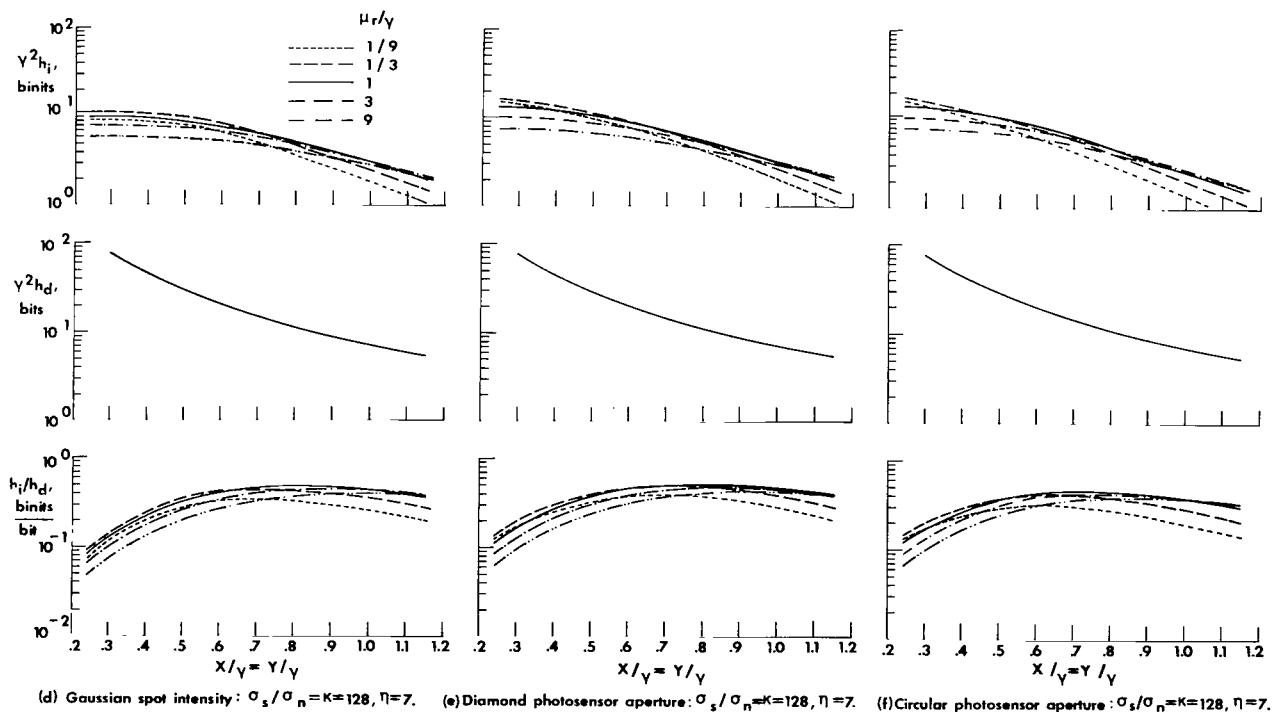 μr/γ
1/9
1/3
1
3
9
γ²hi,
binits
10²
10¹
10⁰
γ²hd,
bits
10²
10¹
10⁰
hi/hd,
binits
bit
10⁰
10⁻¹
10⁻²
.2 .3 .4 .5 .6 .7 .8 .9 1.0 1.1 1.2
.2 .3 .4 .5 .6 .7 .8 .9 1.0 1.1 1.2
.2 .3 .4 .5 .6 .7 .8 .9 1.0 1.1 1.2
X/γ = Y/γ
X/γ = Y/γ
X/γ=Y/γ
(d) Gaussian spot intensity: σs/σn=K=128, η=7.
(e)Diamond photosensor aperture: σs/σn=K=128, η=7.
(f)Circular photosensor aperture: σs/σn=K=128, η=7.